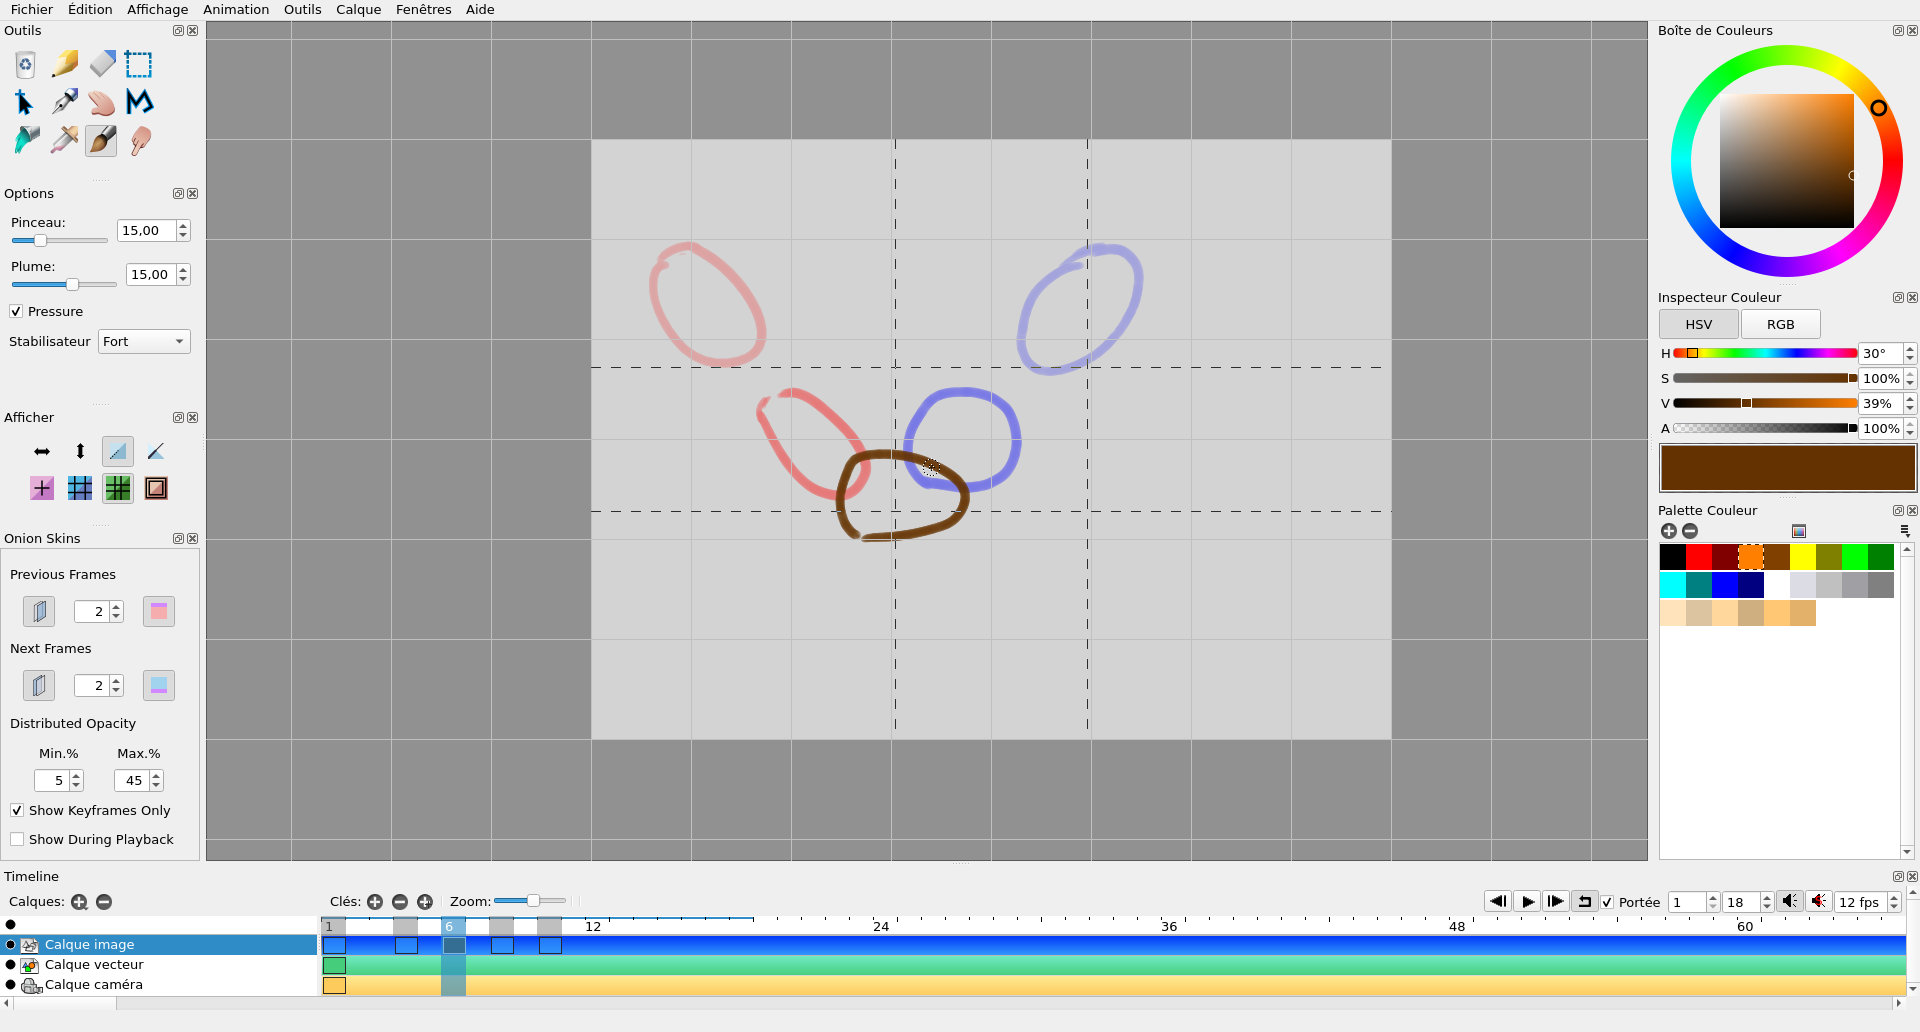 Fichier Édition Affichage Animation Outils Calque Fenêtres Aide
Outils
Options
Pinceau:
15,00
Plume:
15,00
Pressure
Stabilisateur Fort
Afficher
Onion Skins
Previous Frames
2
Next Frames
2
Distributed Opacity
Min.% Max.%
5 45
Show Keyframes Only
Show During Playback
Boîte de Couleurs
Inspecteur Couleur
HSV RGB
H 30°
S 100%
V 39%
A 100%
Palette Couleur
Timeline
Calques: Clés: Zoom: Portée 1 18 12 fps
1 6 12 24 36 48 60
Calque image
Calque vecteur
Calque caméra